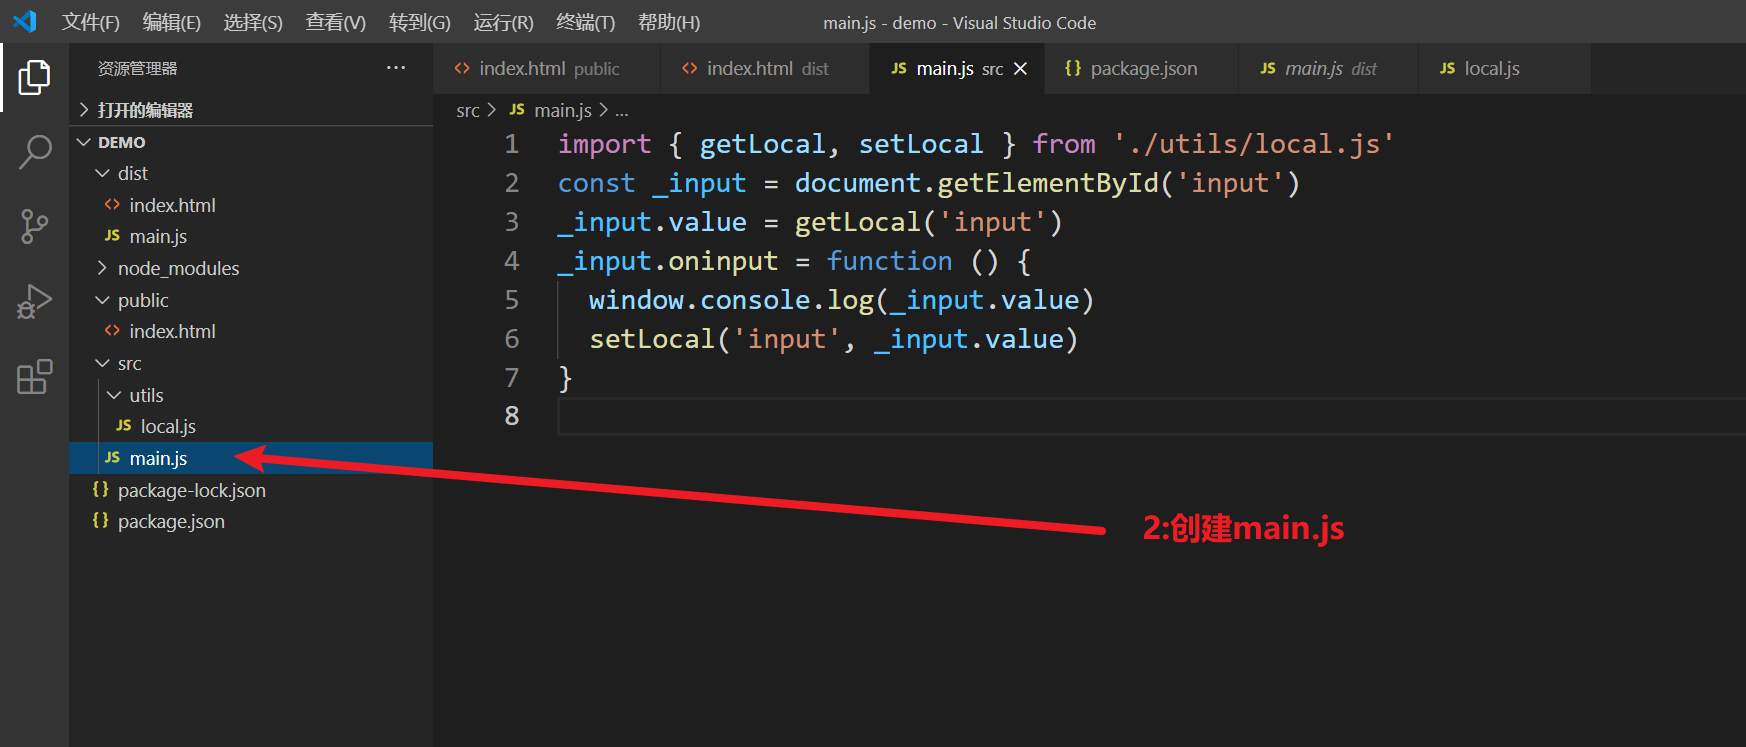 文件(F) 编辑(E) 选择(S) 查看(V) 转到(G) 运行(R) 终端(T) 帮助(H) main.js - demo - Visual Studio Code
资源管理器 ···
打开的编辑器
DEMO
dist
index.html
JS main.js
node_modules
public
index.html
src
utils
JS local.js
JS main.js
{} package-lock.json
{} package.json
index.html public index.html dist JS main.js src {} package.json JS main.js dist JS local.js
src > JS main.js > ...
1 import { getLocal, setLocal } from './utils/local.js'
2 const _input = document.getElementById('input')
3 _input.value = getLocal('input')
4 _input.oninput = function () {
5 window.console.log(_input.value)
6 setLocal('input', _input.value)
7 }
8
2:创建main.js